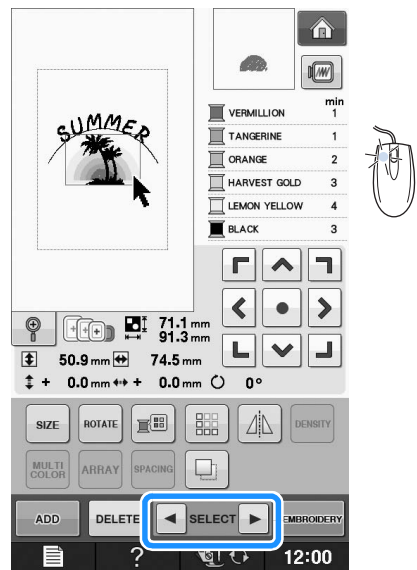 SUMMER
min
VERMILLION 1
TANGERINE 1
ORANGE 2
HARVEST GOLD 3
LEMON YELLOW 4
BLACK 3
71.1 mm
91.3 mm
50.9 mm 74.5 mm
+ 0.0 mm + 0.0 mm 0°
SIZE ROTATE DENSITY
MULTI COLOR ARRAY SPACING
ADD DELETE SELECT EMBROIDERY
? 12:00